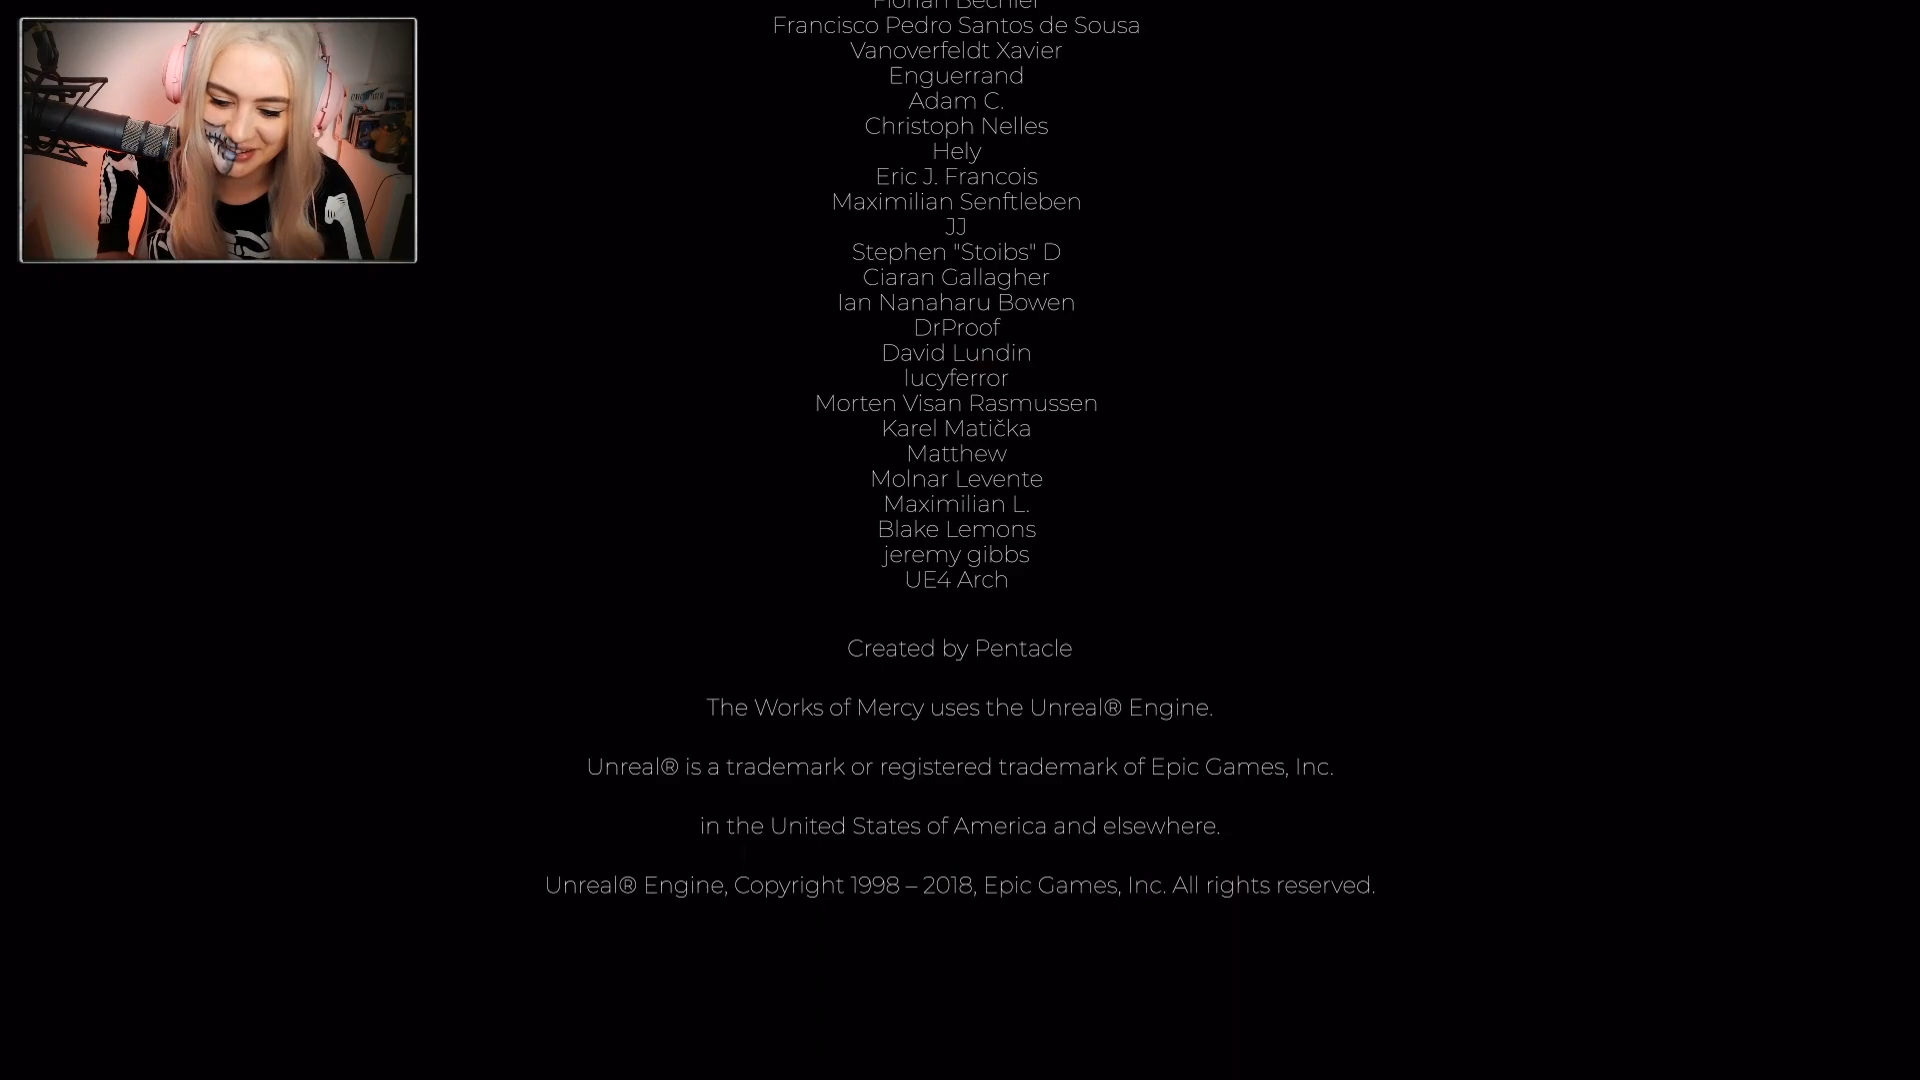 Florian Bechler
Francisco Pedro Santos de Sousa
Vanoverfeldt Xavier
Enguerrand
Adam C.
Christoph Nelles
Hely
Eric J. Francois
Maximilian Senftleben
JJ
Stephen "Stoibs" D
Ciaran Gallagher
Ian Nanaharu Bowen
DrProof
David Lundin
lucyferror
Morten Visan Rasmussen
Karel Matička
Matthew
Molnar Levente
Maximilian L.
Blake Lemons
jeremy gibbs
UE4 Arch
Created by Pentacle
The Works of Mercy uses the Unreal® Engine.
Unreal® is a trademark or registered trademark of Epic Games, Inc.
in the United States of America and elsewhere.
Unreal® Engine, Copyright 1998 – 2018, Epic Games, Inc. All rights reserved.